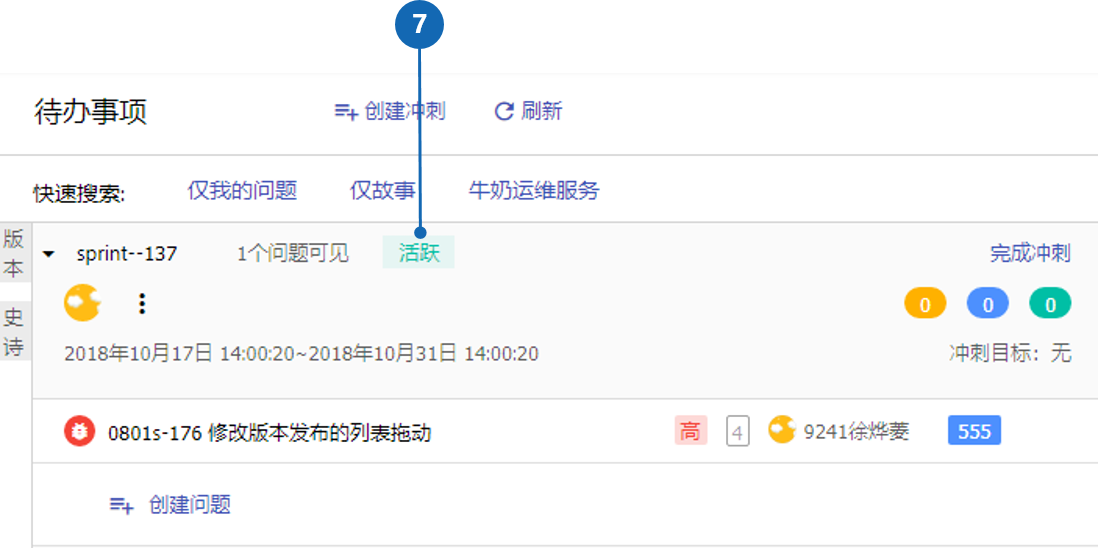 7
待办事项 创建冲刺 刷新
快速搜索: 仅我的问题 仅故事 牛奶运维服务
版本
史诗
sprint--137 1个问题可见 活跃 完成冲刺
0 0 0
2018年10月17日 14:00:20~2018年10月31日 14:00:20 冲刺目标：无
0801s-176 修改版本发布的列表拖动 高 4 9241徐烨菱 555
创建问题